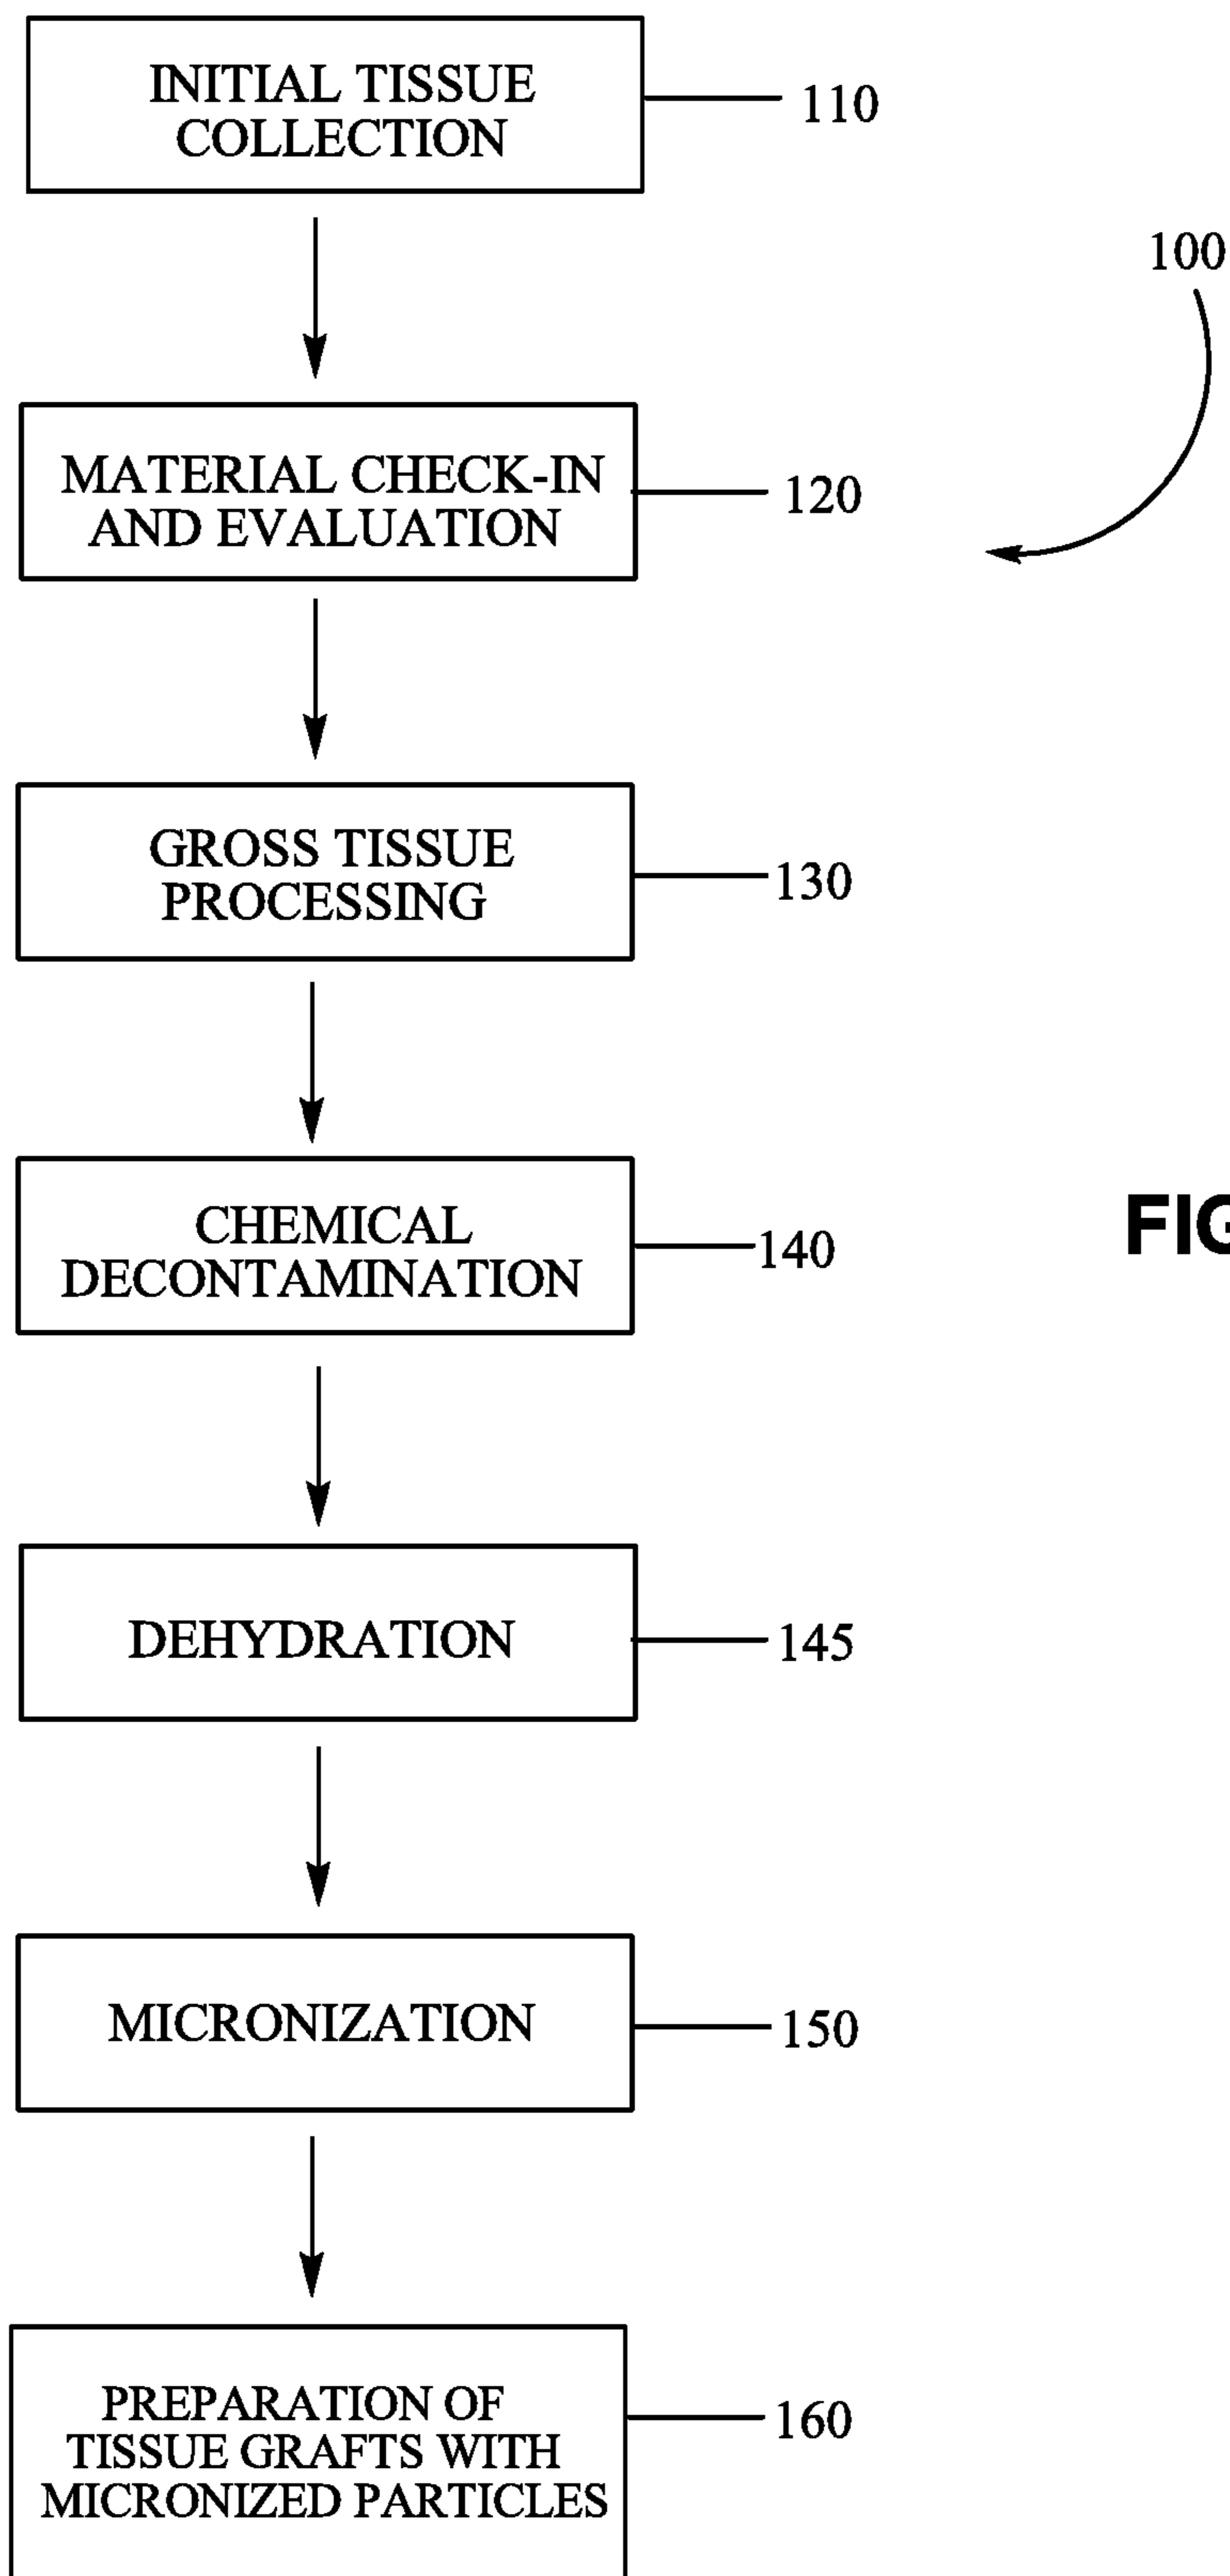 INITIAL TISSUE
COLLECTION
110
100
MATERIAL CHECK-IN
AND EVALUATION
120
GROSS TISSUE
PROCESSING
130
CHEMICAL
DECONTAMINATION
140
FIG
DEHYDRATION
145
MICRONIZATION
150
PREPARATION OF
TISSUE GRAFTS WITH
MICRONIZED PARTICLES
160